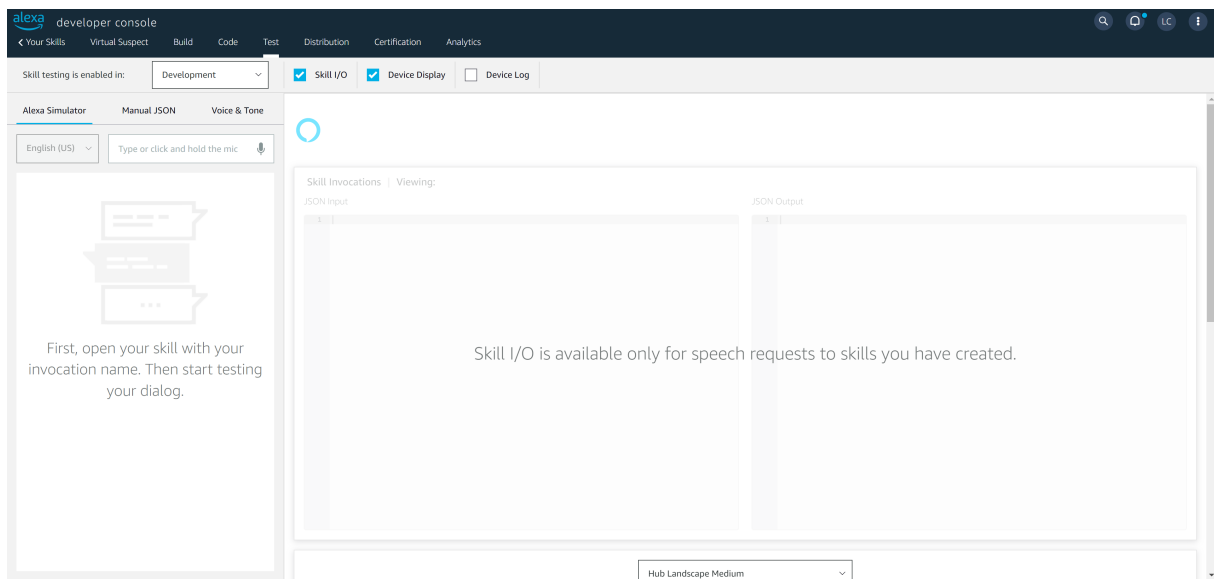 alexa developer console
LC
Your Skills Virtual Suspect Build Code Test Distribution Certification Analytics
Skill testing is enabled in: Development Skill I/O Device Display Device Log
Alexa Simulator Manual JSON Voice & Tone
English (US) Type or click and hold the mic
Skill Invocations | Viewing:
JSON Input JSON Output
1 1
First, open your skill with your
invocation name. Then start testing
your dialog.
Skill I/O is available only for speech requests to skills you have created.
Hub Landscape Medium